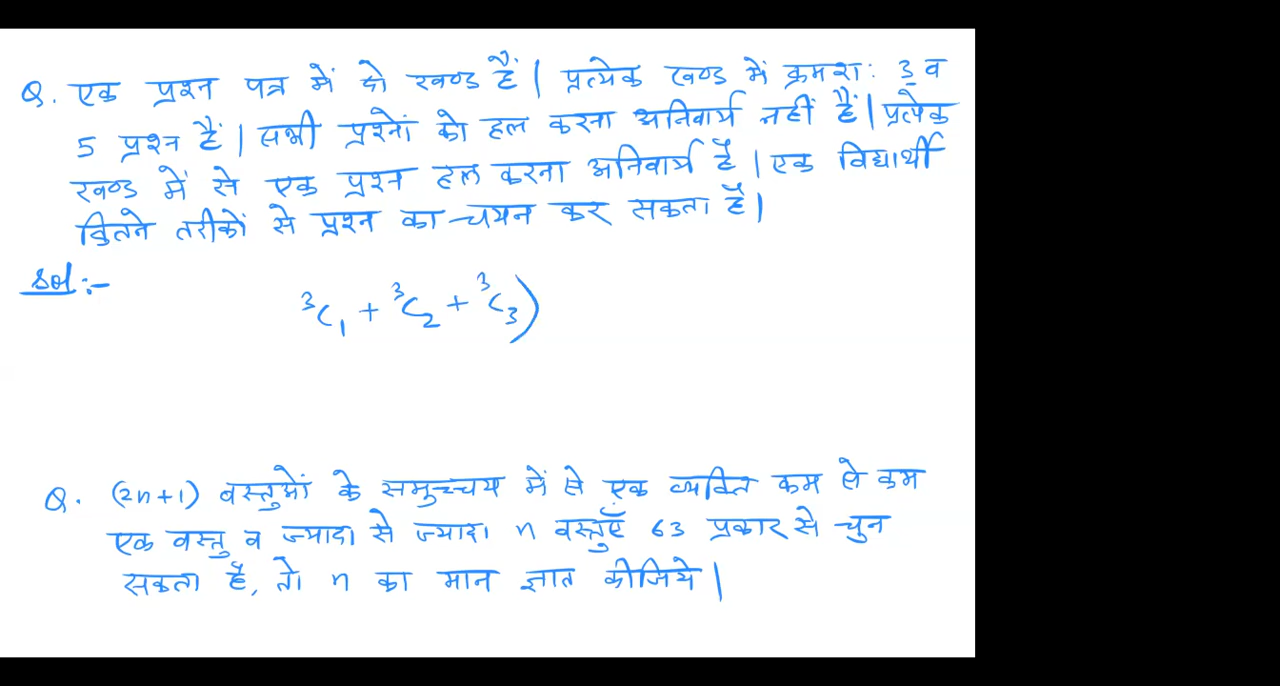 Q. एक प्रश्न पत्र में दो खण्ड हैं | प्रत्येक खण्ड में क्रमशः 3 व
5 प्रश्न हैं | सभी प्रश्नों को हल करना अनिवार्य नहीं हैं | प्रत्येक
खण्ड में से एक प्रश्न हल करना अनिवार्य है | एक विद्यार्थी
कितने तरीकों से प्रश्न का चयन कर सकता है |
Sol :-
³C₁ + ³C₂ + ³C₃)
Q. (2n+1) वस्तुओं के समुच्चय में से एक व्यक्ति कम से कम
एक वस्तु व ज्यादा से ज्यादा n वस्तुएँ 63 प्रकार से चुन
सकता है, तो n का मान ज्ञात कीजिये |